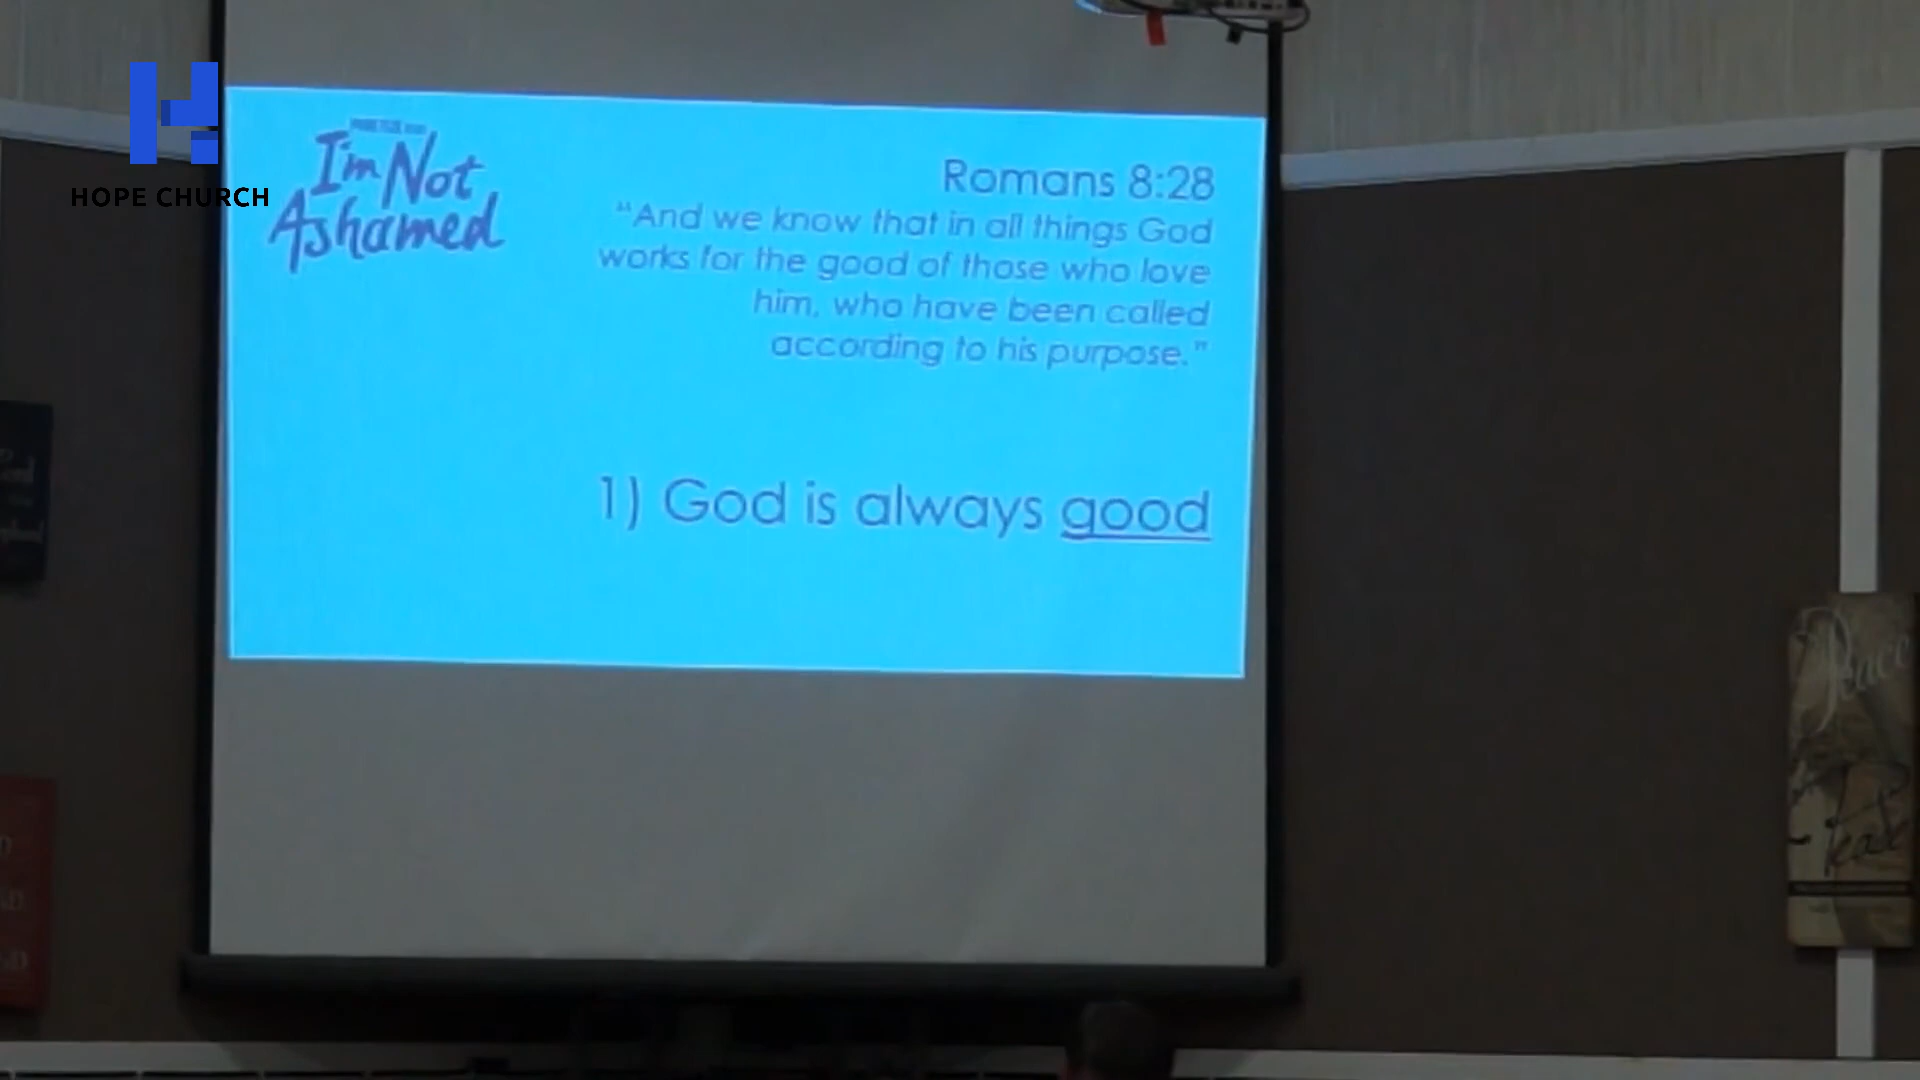 HOPE CHURCH
I'm Not
Ashamed
Romans 8:28
"And we know that in all things God
works for the good of those who love
him, who have been called
according to his purpose."
1) God is always good
Peace